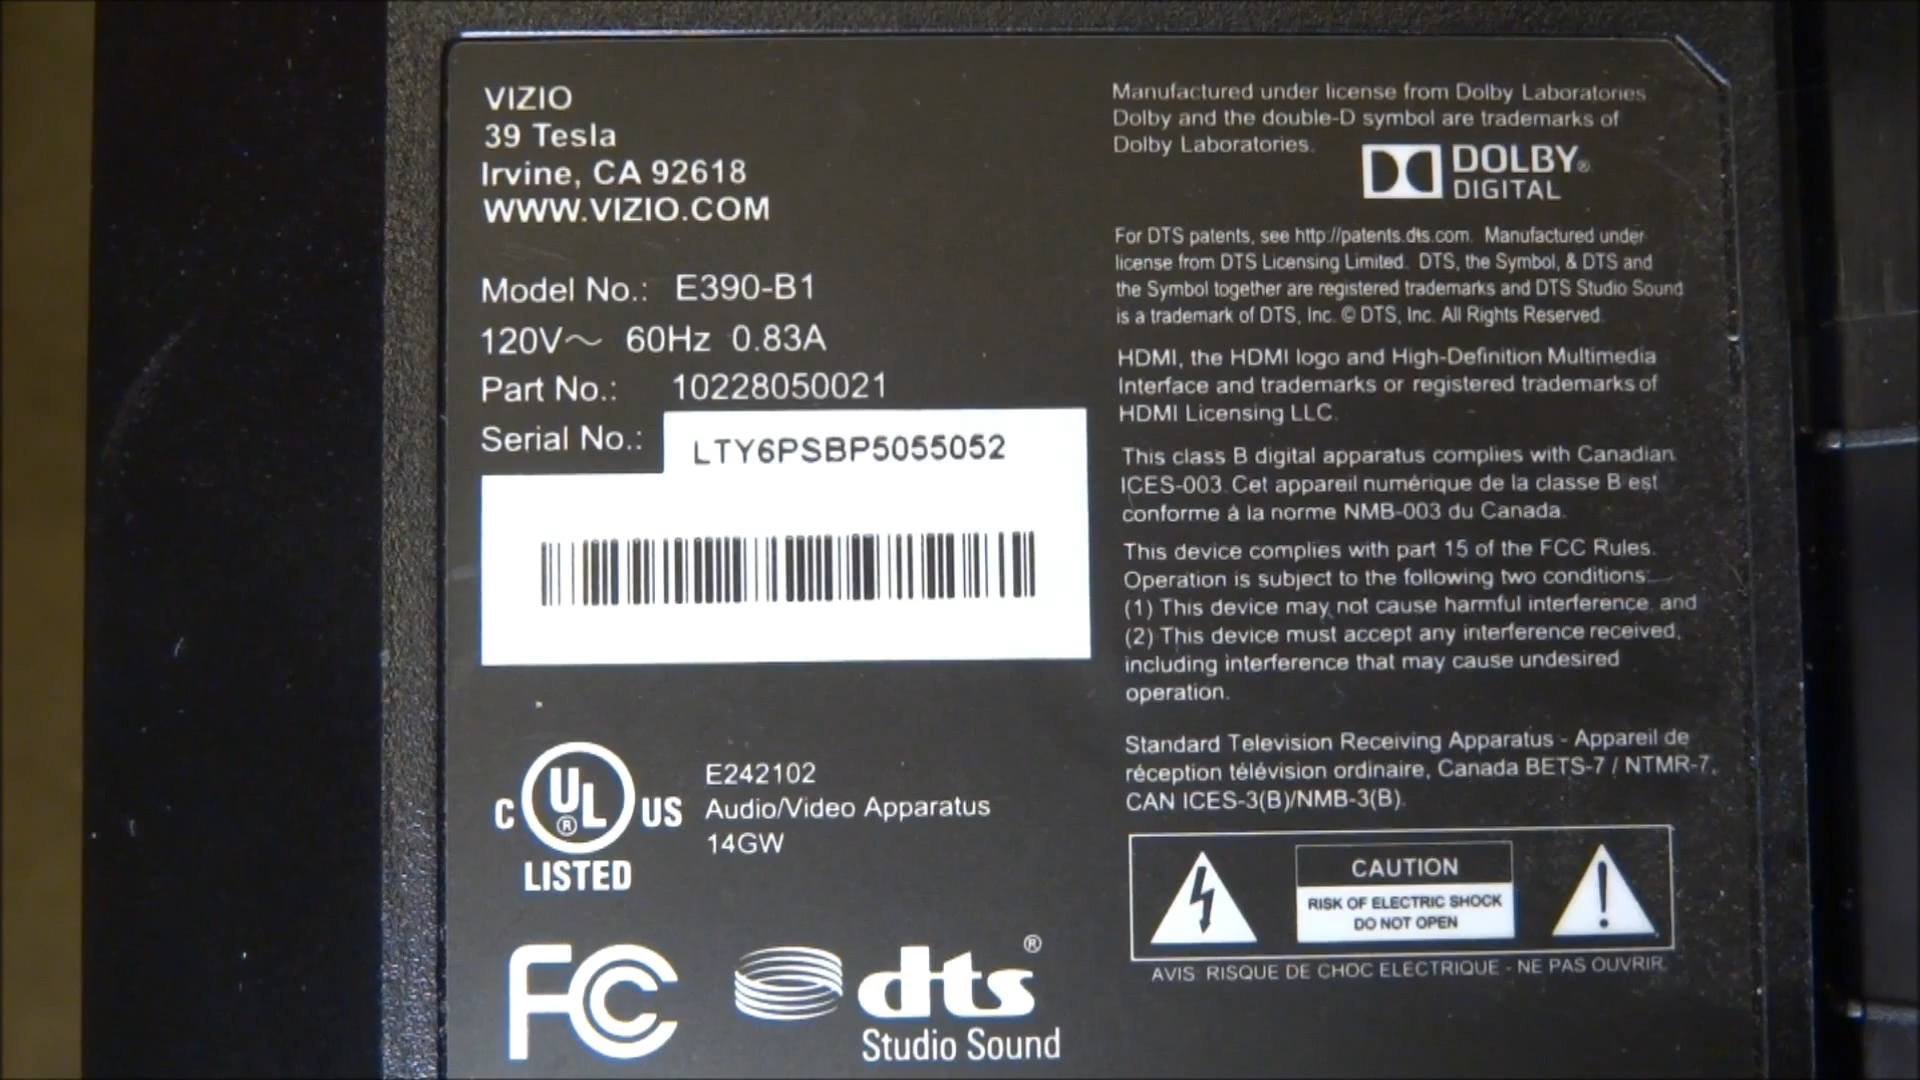 VIZIO
39 Tesla
Irvine, CA 92618
WWW.VIZIO.COM
Model No.: E390-B1
120V～ 60Hz 0.83A
Part No.: 10228050021
Serial No.: LTY6PSBP5055052
C UL ® US
LISTED
E242102
Audio/Video Apparatus
14GW
FC
dts ®
Studio Sound
Manufactured under license from Dolby Laboratories
Dolby and the double-D symbol are trademarks of
Dolby Laboratories.
DOLBY®
DIGITAL
For DTS patents, see http://patents.dts.com. Manufactured under
license from DTS Licensing Limited. DTS, the Symbol, & DTS and
the Symbol together are registered trademarks and DTS Studio Sound
is a trademark of DTS, Inc. © DTS, Inc. All Rights Reserved.
HDMI, the HDMI logo and High-Definition Multimedia
Interface and trademarks or registered trademarks of
HDMI Licensing LLC.
This class B digital apparatus complies with Canadian
ICES-003. Cet appareil numérique de la classe B est
conforme à la norme NMB-003 du Canada.
This device complies with part 15 of the FCC Rules.
Operation is subject to the following two conditions:
(1) This device may not cause harmful interference, and
(2) This device must accept any interference received,
including interference that may cause undesired
operation.
Standard Television Receiving Apparatus - Appareil de
réception télévision ordinaire, Canada BETS-7 / NTMR-7,
CAN ICES-3(B)/NMB-3(B).
CAUTION
RISK OF ELECTRIC SHOCK
DO NOT OPEN
AVIS: RISQUE DE CHOC ELECTRIQUE - NE PAS OUVRIR.